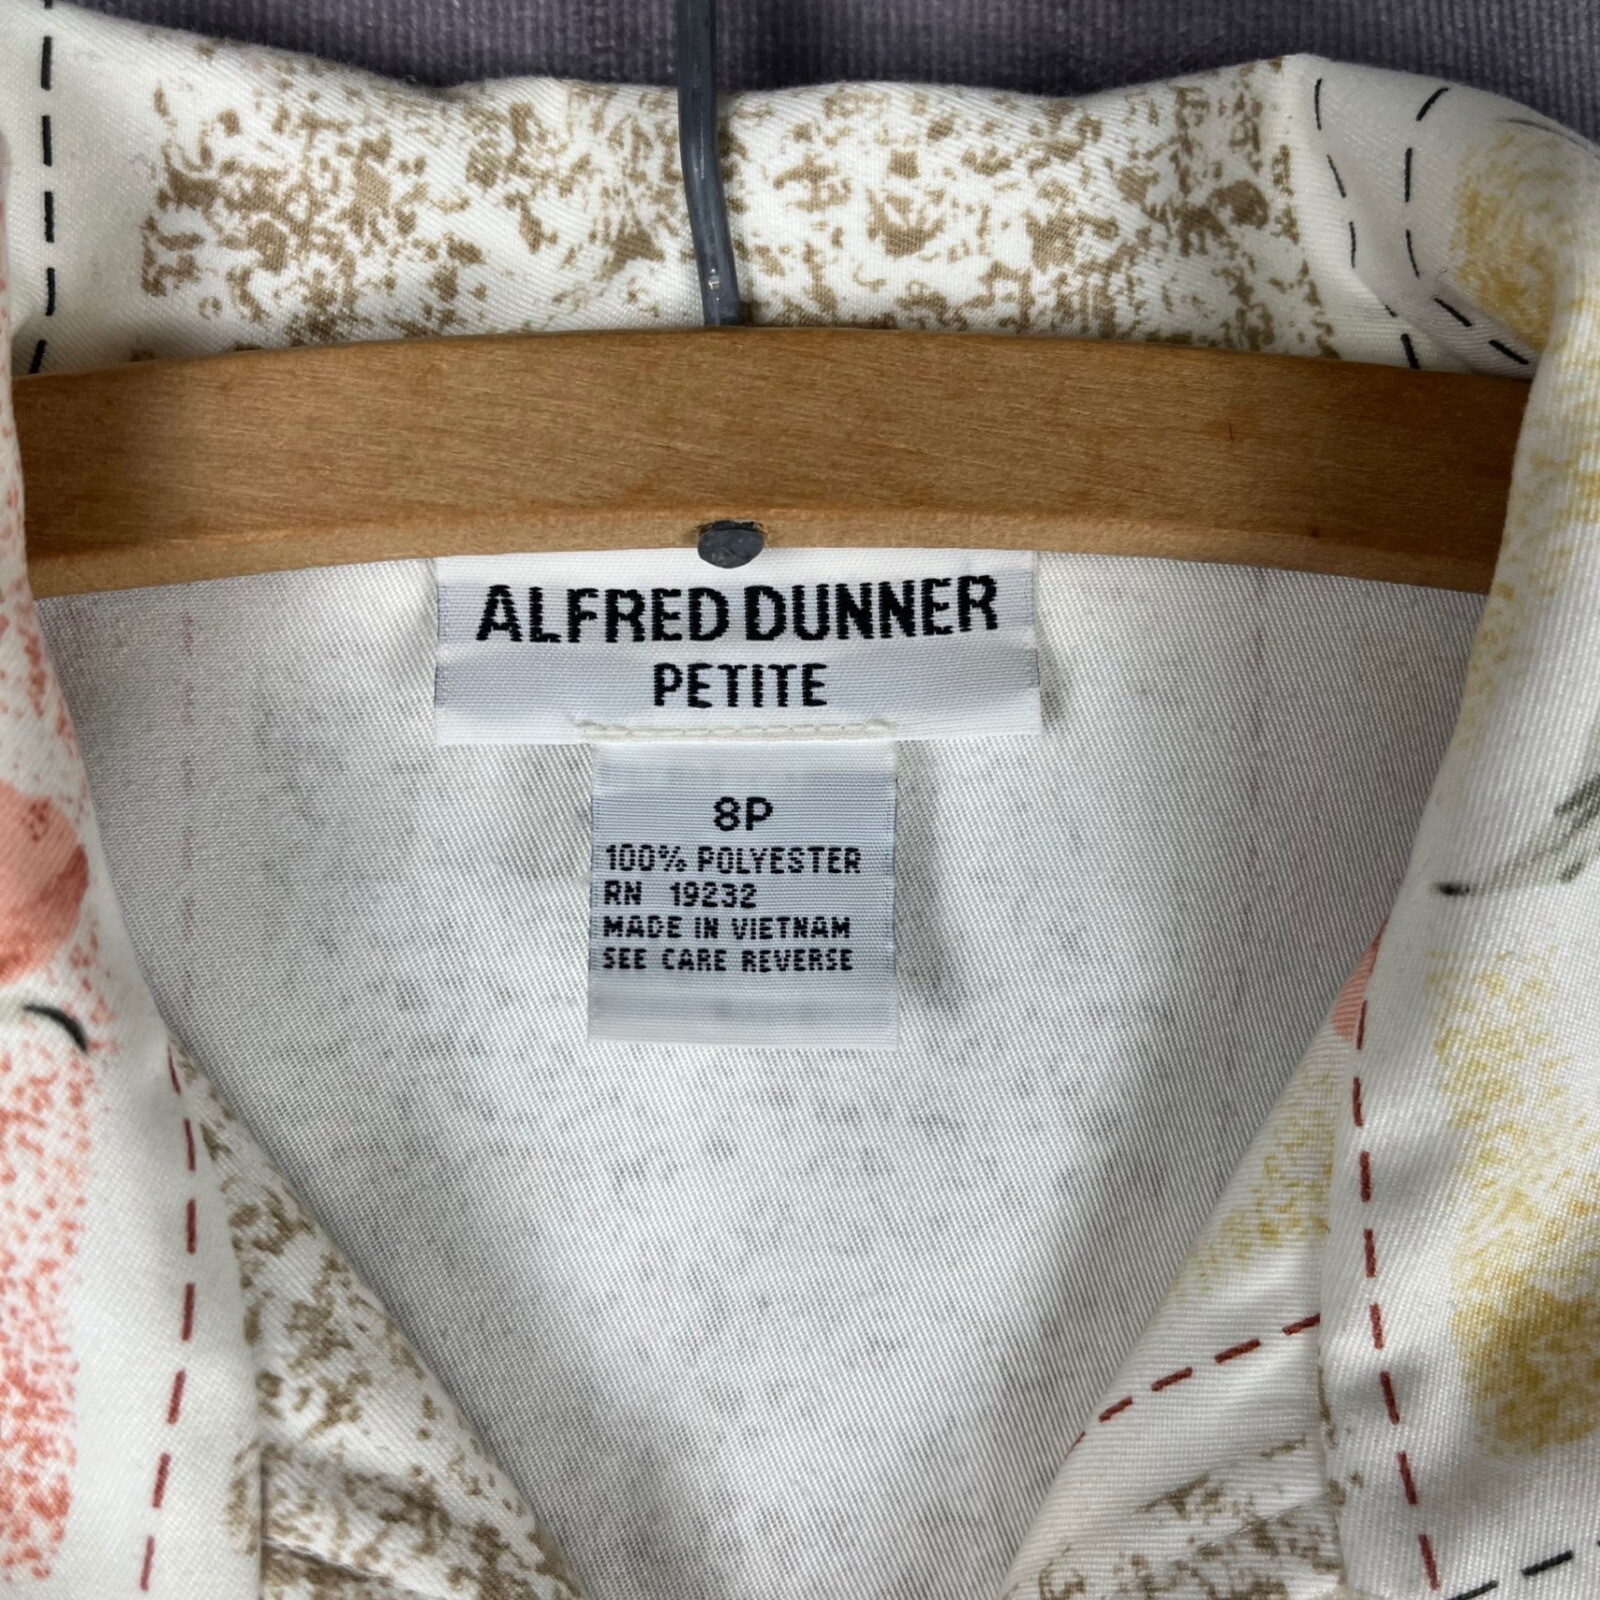 ALFRED DUNNER
PETITE
8P
100% POLYESTER
RN 19232
MADE IN VIETNAM
SEE CARE REVERSE